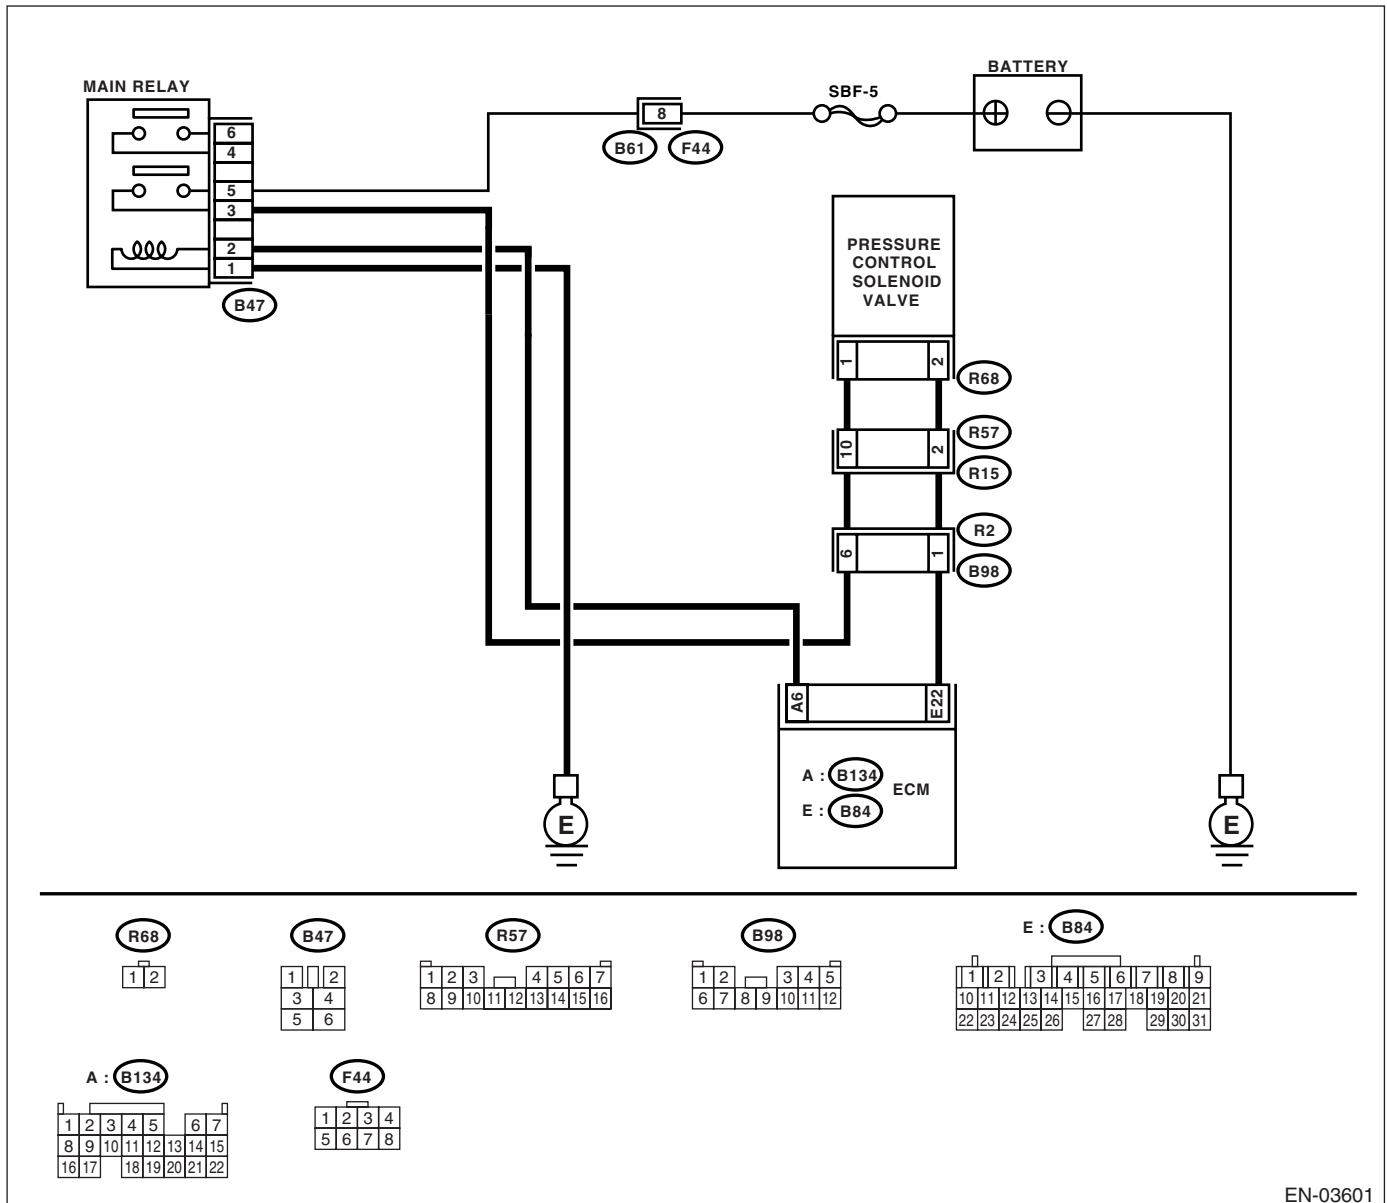 MAIN RELAY
6
4
5
3
2
1
B47
8
B61 F44
SBF-5
BATTERY
PRESSURE
CONTROL
SOLENOID
VALVE
1 2
R68
10 2
R57
R15
6 1
R2
B98
A6 E22
A : B134
E : B84
ECM
E
E
R68
1 2
B47
1 2
3 4
5 6
R57
1 2 3 4 5 6 7
8 9 10 11 12 13 14 15 16
B98
1 2 3 4 5
6 7 8 9 10 11 12
E : B84
1 2 3 4 5 6 7 8 9
10 11 12 13 14 15 16 17 18 19 20 21
22 23 24 25 26 27 28 29 30 31
A : B134
1 2 3 4 5 6 7
8 9 10 11 12 13 14 15
16 17 18 19 20 21 22
F44
1 2 3 4
5 6 7 8
EN-03601